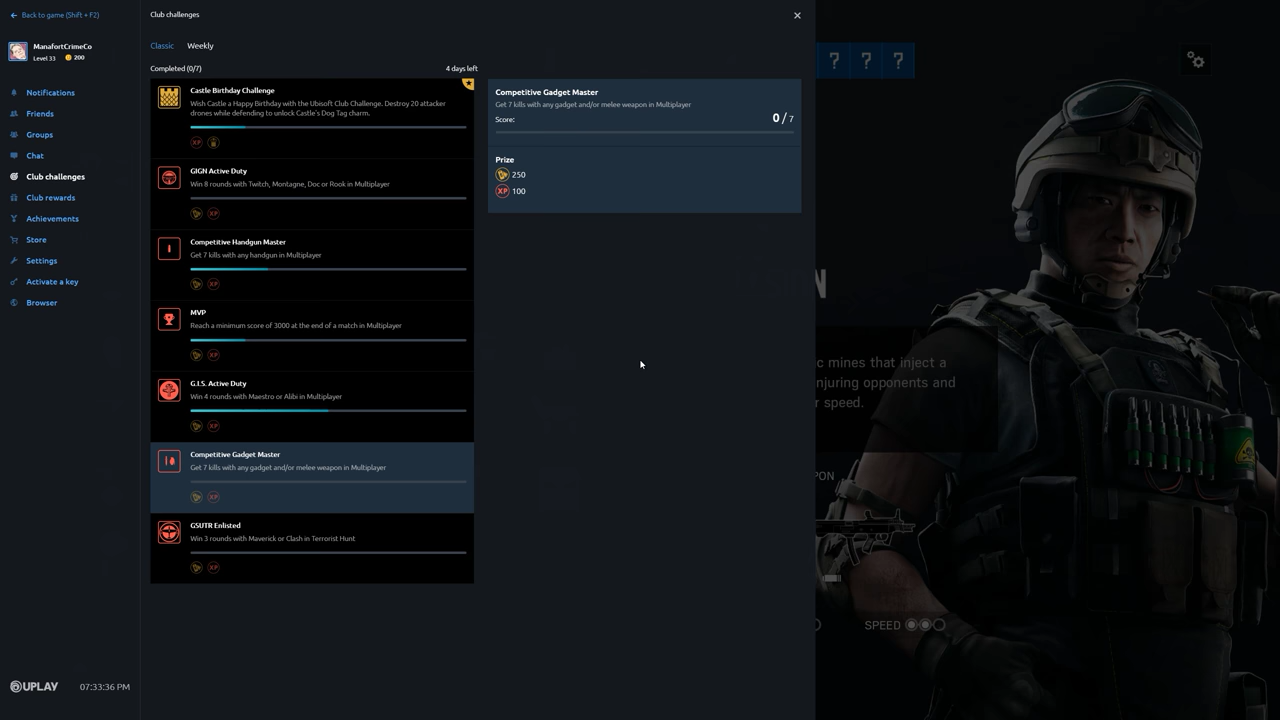 Back to game (Shift + F2)
ManafortCrimeCo
Level 33
200
Notifications
Friends
Groups
Chat
Club challenges
Club rewards
Achievements
Store
Settings
Activate a key
Browser
UPLAY
07:33:36 PM
Club challenges
Classic
Weekly
Completed (0/7)
4 days left
Castle Birthday Challenge
Wish Castle a Happy Birthday with the Ubisoft Club Challenge. Destroy 20 attacker
drones while defending to unlock Castle's Dog Tag charm.
XP
GIGN Active Duty
Win 8 rounds with Twitch, Montagne, Doc or Rook in Multiplayer
XP
Competitive Handgun Master
Get 7 kills with any handgun in Multiplayer
XP
MVP
Reach a minimum score of 3000 at the end of a match in Multiplayer
XP
G.I.S. Active Duty
Win 4 rounds with Maestro or Alibi in Multiplayer
XP
Competitive Gadget Master
Get 7 kills with any gadget and/or melee weapon in Multiplayer
XP
GSUTR Enlisted
Win 3 rounds with Maverick or Clash in Terrorist Hunt
XP
Competitive Gadget Master
Get 7 kills with any gadget and/or melee weapon in Multiplayer
Score:
0 / 7
Prize
250
XP 100
? ? ?
N
c mines that inject a
njuring opponents and
r speed.
PON
SPEED